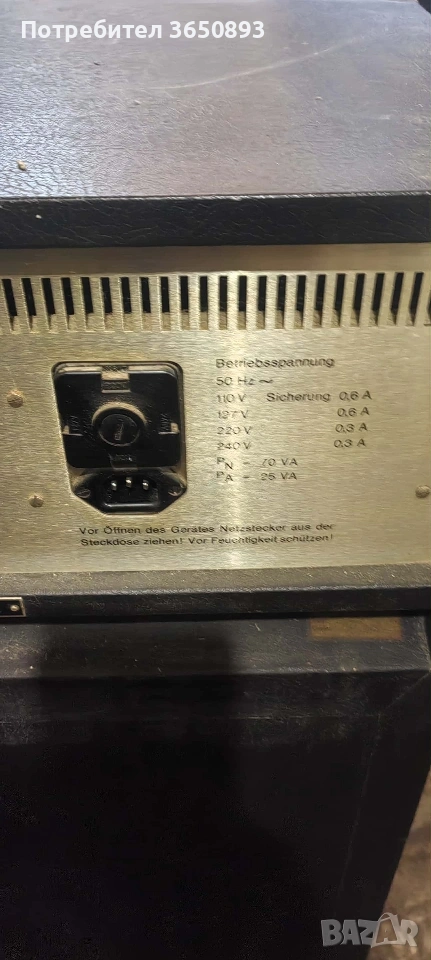 Потребител 3650893
Betriebsspannung
50 Hz ~
110 V Sicherung 0,6 A
127 V 0,6 A
220 V 0,3 A
240 V 0,3 A
PN = 70 VA
PA = 25 VA
Vor Öffnen des Gerätes Netzstecker aus der
Steckdose ziehen! Vor Feuchtigkeit schützen!
BAZAR